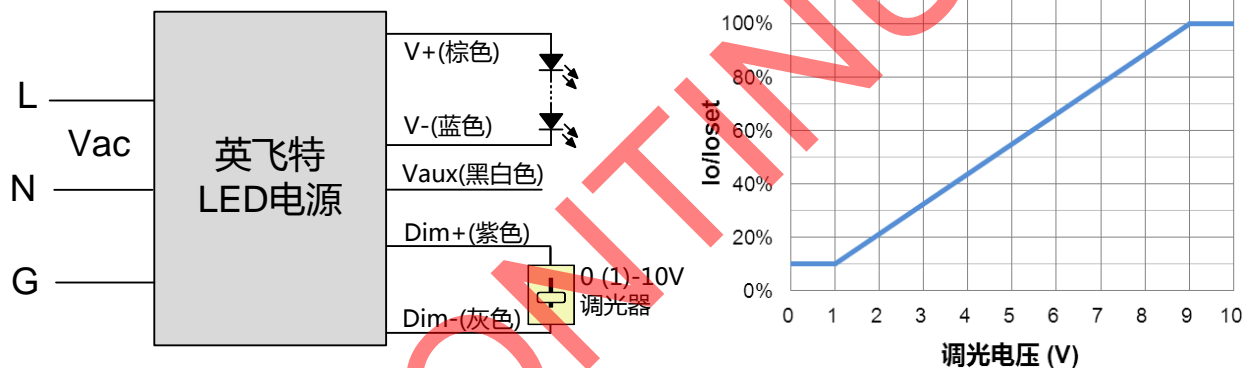 L
Vac
N
G
英飞特
LED电源
V+(棕色)
V-(蓝色)
Vaux(黑白色)
Dim+(紫色)
0 (1)-10V
调光器
Dim-(灰色)
100%
80%
60%
40%
20%
0%
Io/Ioset
0 1 2 3 4 5 6 7 8 9 10
调光电压 (V)
ONTINU